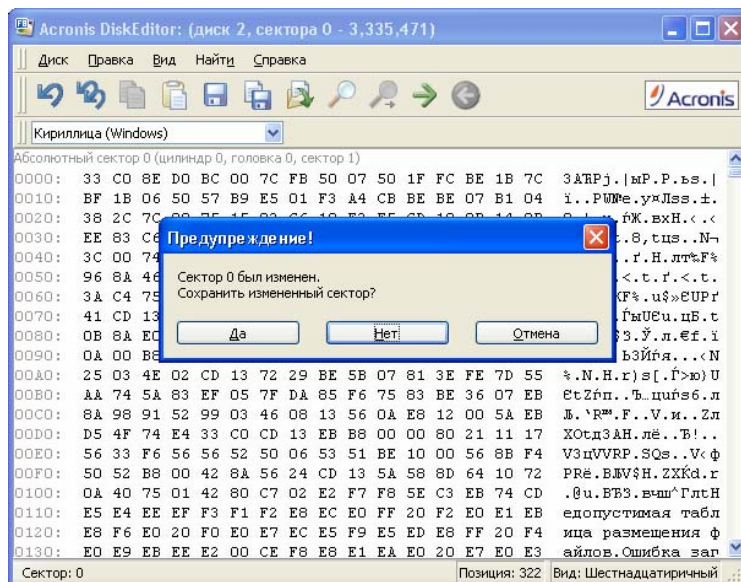 Acronis DiskEditor: (диск 2, сектора 0 - 3,335,471)
Диск Правка Вид Найти Справка
Acronis
Кириллица (Windows)
Абсолютный сектор 0 (цилиндр 0, головка 0, сектор 1)
0000: 33 C0 8E D0 BC 00 7C FB 50 07 50 1F FC BE 1B 7C
0010: BF 1B 06 50 57 B9 E5 01 F3 A4 CB BE BE 07 B1 04
0020: 38 2C 7C
0030: EE 83 C6
0040: 3C 00 74
0050: 96 8A 46
0060: 3A C4 75
0070: 41 CD 13
0080: 0B 8A E0
0090: 0A 00 B8
Предупреждение!
Сектор 0 был изменен.
Сохранить измененный сектор?
Да Нет Отмена
00A0: 25 03 4E 02 CD 13 72 29 BE 5B 07 81 3E FE 7D 55
00B0: AA 74 5A 83 EF 05 7F DA 85 F6 75 83 BE 36 07 EB
00C0: 8A 98 91 52 99 03 46 08 13 56 0A E8 12 00 5A EB
00D0: D5 4F 74 E4 33 C0 CD 13 EB B8 00 00 80 21 11 17
00E0: 56 33 F6 56 56 52 50 06 53 51 BE 10 00 56 8B F4
00F0: 50 52 B8 00 42 8A 56 24 CD 13 5A 58 8D 64 10 72
0100: 0A 40 75 01 42 80 C7 02 E2 F7 F8 5E C3 EB 74 CD
0110: E5 E4 EE EF F3 F1 F2 E8 EC E0 FF 20 F2 E0 E1 EB едопустимая табл
0120: E8 F6 E0 20 F0 E0 E7 EC E5 F9 E5 ED E8 FF 20 F4 ица размещения ф
0130: E0 E9 EB EE E2 00 CE F8 E8 E1 EA E0 20 E7 E0 E3 айлов.Ошибка заг
Сектор: 0 Позиция: 322 Вид: Шестнадцатиричный